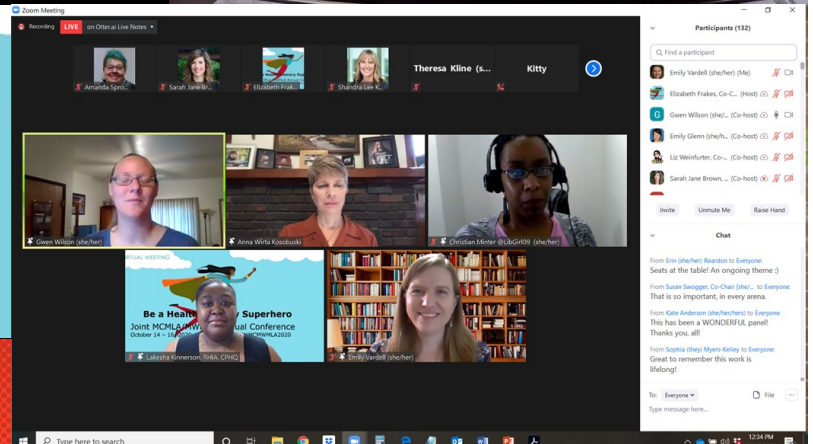 Zoom Meeting
Recording LIVE on Otter.ai Live Notes
Amanda Spro...
Sarah Jane Br...
Elizabeth Frak...
Shandra Lee K...
Theresa Kline (s...
Kitty
Gwen Wilson (she/her)
Anna Wirta Kosobuski
Christian Minter @LibGirl09 (she/her)
VIRTUAL MEETING
Be a Health Superhero
Joint MCMLA/MW Conference
October 14 – 16
Lakesha Kinnerson, RHIA, CPHQ
Emily Vardell (she/her)
Participants (132)
Find a participant
Emily Vardell (she/her) (Me)
Elizabeth Frakes, Co-C... (Host)
Gwen Wilson (she/... (Co-host)
Emily Glenn (she/h... (Co-host)
Liz Weinfurter, Co-... (Co-host)
Sarah Jane Brown, ... (Co-host)
Invite Unmute Me Raise Hand
Chat
From Erin (she/her) Reardon to Everyone:
Seats at the table! An ongoing theme :)
From Susan Swogger, Co-Chair (she/... to Everyone:
That is so important, in every arena.
From Kate Anderson (she/her/hers) to Everyone:
This has been a WONDERFUL panel!
Thanks you, all!
From Sophia (they) Myers-Kelley to Everyone:
Great to remember this work is
lifelong!
To: Everyone File
Type message here...
Type here to search
12:34 PM